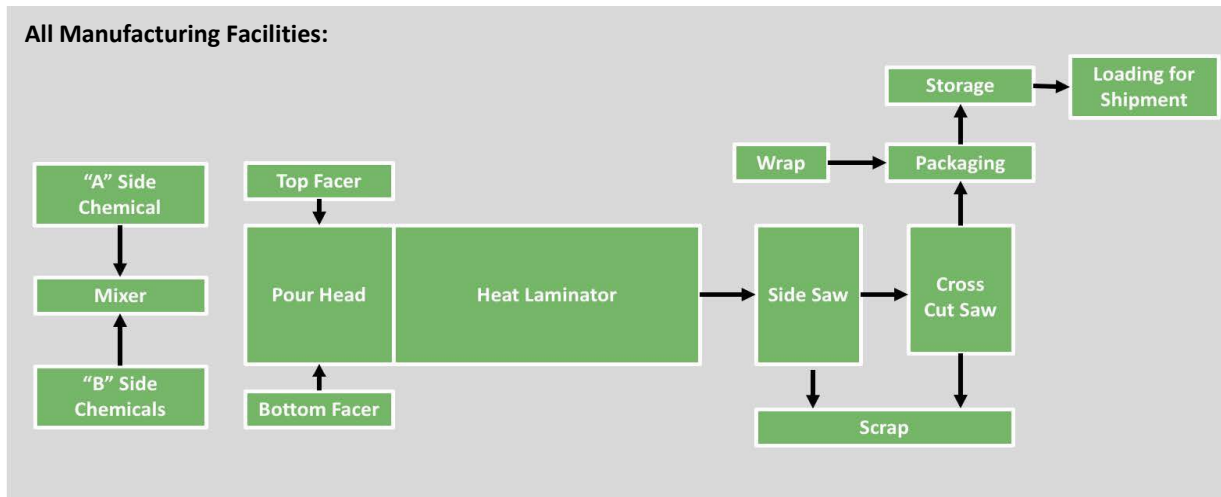 All Manufacturing Facilities:
Storage
Loading for
Shipment
Wrap
Packaging
“A” Side
Chemical
Top Facer
Mixer
Pour Head
Heat Laminator
Side Saw
Cross
Cut Saw
“B” Side
Chemicals
Bottom Facer
Scrap